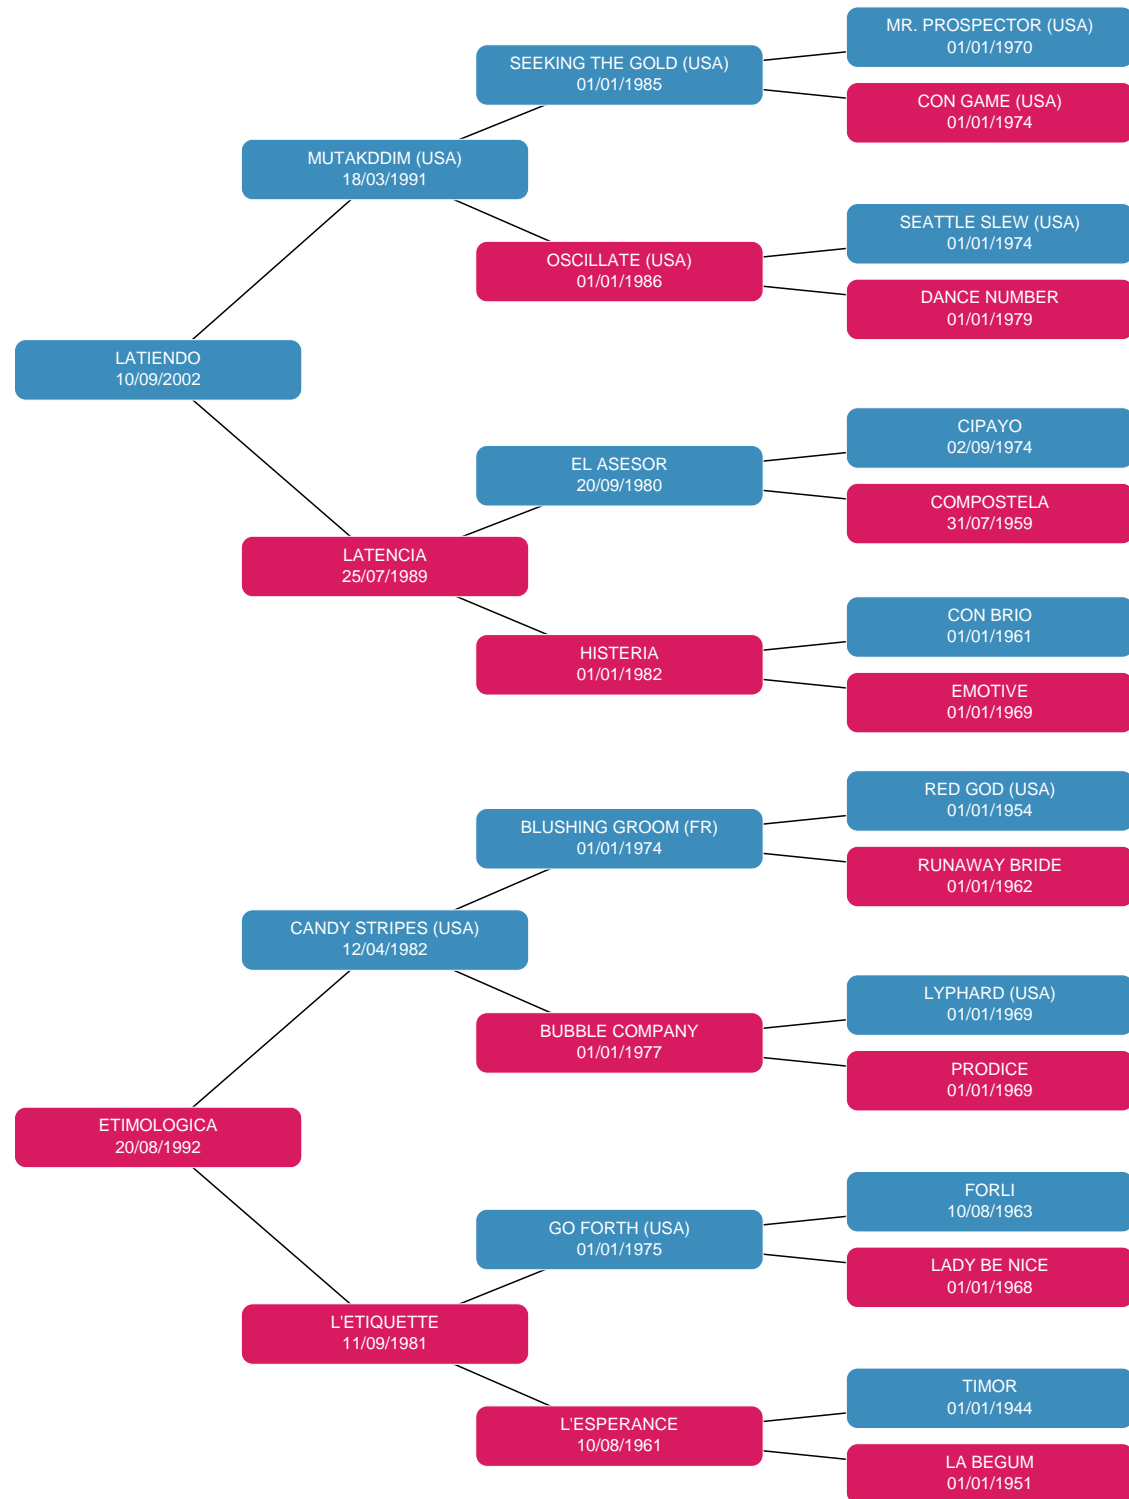 MR. PROSPECTOR (USA)
01/01/1970
SEEKING THE GOLD (USA)
01/01/1985
CON GAME (USA)
01/01/1974
MUTAKDDIM (USA)
18/03/1991
SEATTLE SLEW (USA)
01/01/1974
OSCILLATE (USA)
01/01/1986
DANCE NUMBER
01/01/1979
LATIENDO
10/09/2002
CIPAYO
02/09/1974
EL ASESOR
20/09/1980
COMPOSTELA
31/07/1959
LATENCIA
25/07/1989
CON BRIO
01/01/1961
HISTERIA
01/01/1982
EMOTIVE
01/01/1969
RED GOD (USA)
01/01/1954
BLUSHING GROOM (FR)
01/01/1974
RUNAWAY BRIDE
01/01/1962
CANDY STRIPES (USA)
12/04/1982
LYPHARD (USA)
01/01/1969
BUBBLE COMPANY
01/01/1977
PRODICE
01/01/1969
ETIMOLOGICA
20/08/1992
FORLI
10/08/1963
GO FORTH (USA)
01/01/1975
LADY BE NICE
01/01/1968
L'ETIQUETTE
11/09/1981
TIMOR
01/01/1944
L'ESPERANCE
10/08/1961
LA BEGUM
01/01/1951